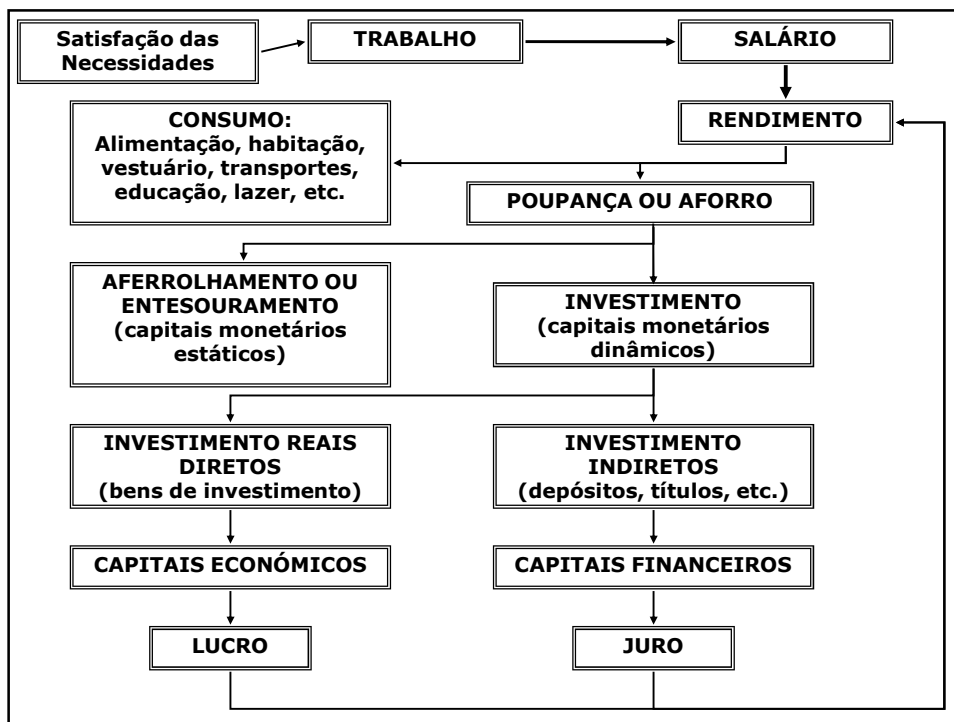 Satisfação das
Necessidades
TRABALHO
SALÁRIO
CONSUMO:
Alimentação, habitação,
vestuário, transportes,
educação, lazer, etc.
RENDIMENTO
POUPANÇA OU AFORRO
AFERROLHAMENTO OU
ENTESOURAMENTO
(capitais monetários
estáticos)
INVESTIMENTO
(capitais monetários
dinâmicos)
INVESTIMENTO REAIS
DIRETOS
(bens de investimento)
INVESTIMENTO
INDIRETOS
(depósitos, títulos, etc.)
CAPITAIS ECONÓMICOS
CAPITAIS FINANCEIROS
LUCRO
JURO